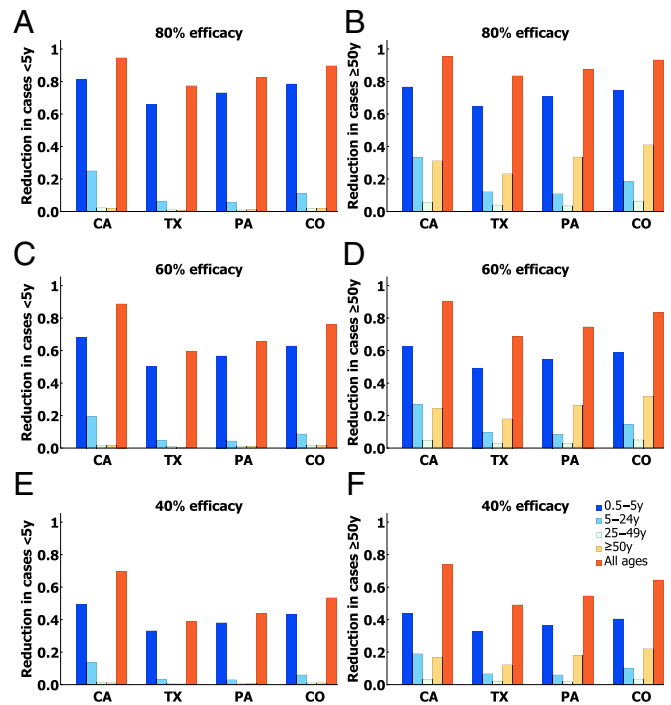 A
80% efficacy
Reduction in cases <5y
1
0.8
0.6
0.4
0.2
0.0
CA TX PA CO
B
80% efficacy
Reduction in cases ≥50y
1
0.8
0.6
0.4
0.2
0.0
CA TX PA CO
C
60% efficacy
Reduction in cases <5y
1
0.8
0.6
0.4
0.2
0.0
CA TX PA CO
D
60% efficacy
Reduction in cases ≥50y
1
0.8
0.6
0.4
0.2
0.0
CA TX PA CO
E
40% efficacy
Reduction in cases <5y
1
0.8
0.6
0.4
0.2
0.0
CA TX PA CO
F
40% efficacy
Reduction in cases ≥50y
1
0.8
0.6
0.4
0.2
0.0
CA TX PA CO
0.5–5y
5–24y
25–49y
≥50y
All ages